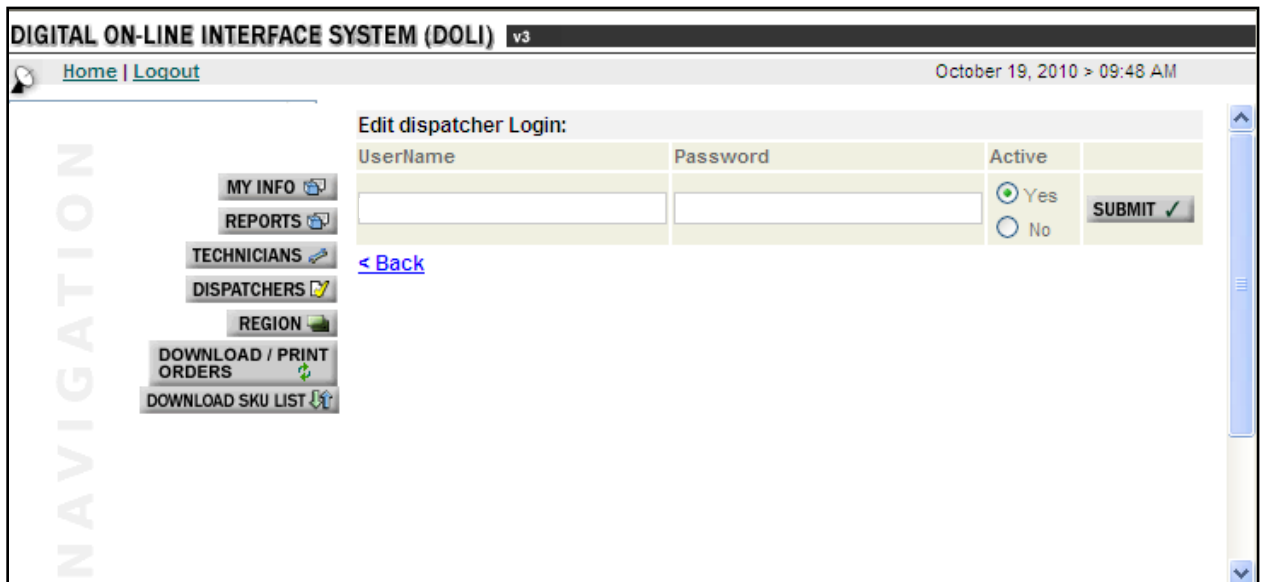 DIGITAL ON-LINE INTERFACE SYSTEM (DOLI) v3
Home | Logout October 19, 2010 > 09:48 AM
Edit dispatcher Login:
UserName Password Active
Yes
No
SUBMIT
< Back
NAVIGATION
MY INFO
REPORTS
TECHNICIANS
DISPATCHERS
REGION
DOWNLOAD / PRINT
ORDERS
DOWNLOAD SKU LIST